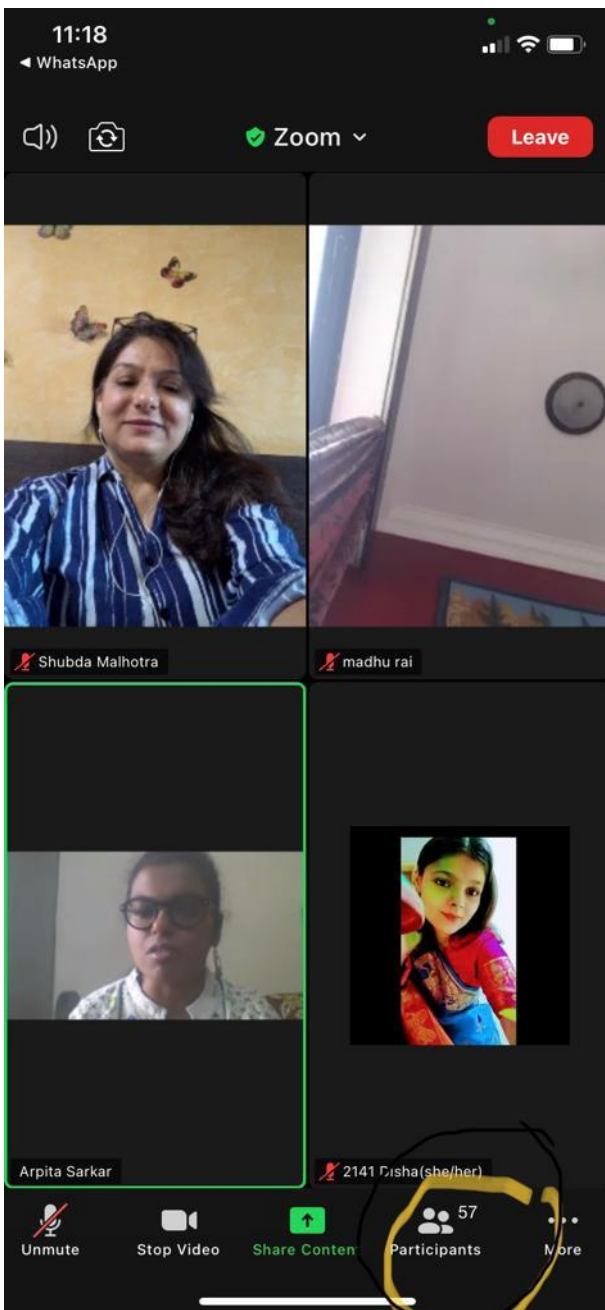 11:18
◀ WhatsApp
Zoom
Leave
Shubda Malhotra
madhu rai
Arpita Sarkar
2141 Disha(she/her)
57
Unmute
Stop Video
Share Content
Participants
More